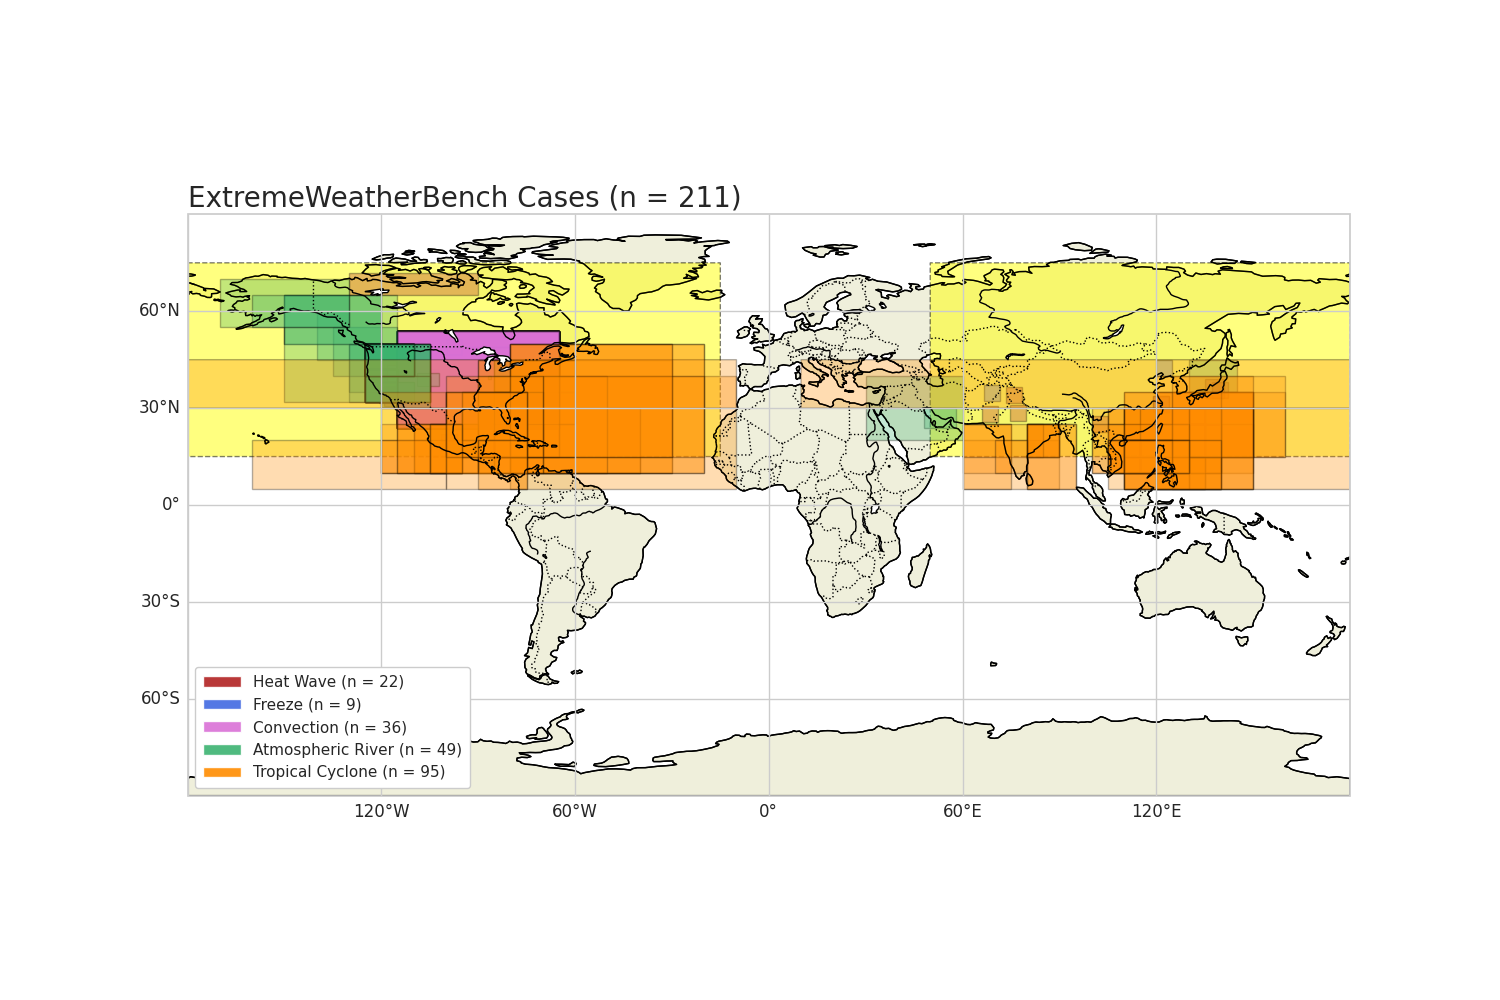 ExtremeWeatherBench Cases (n = 211)
60°N
30°N
0°
30°S
60°S
Heat Wave (n = 22)
Freeze (n = 9)
Convection (n = 36)
Atmospheric River (n = 49)
Tropical Cyclone (n = 95)
120°W
60°W
0°
60°E
120°E